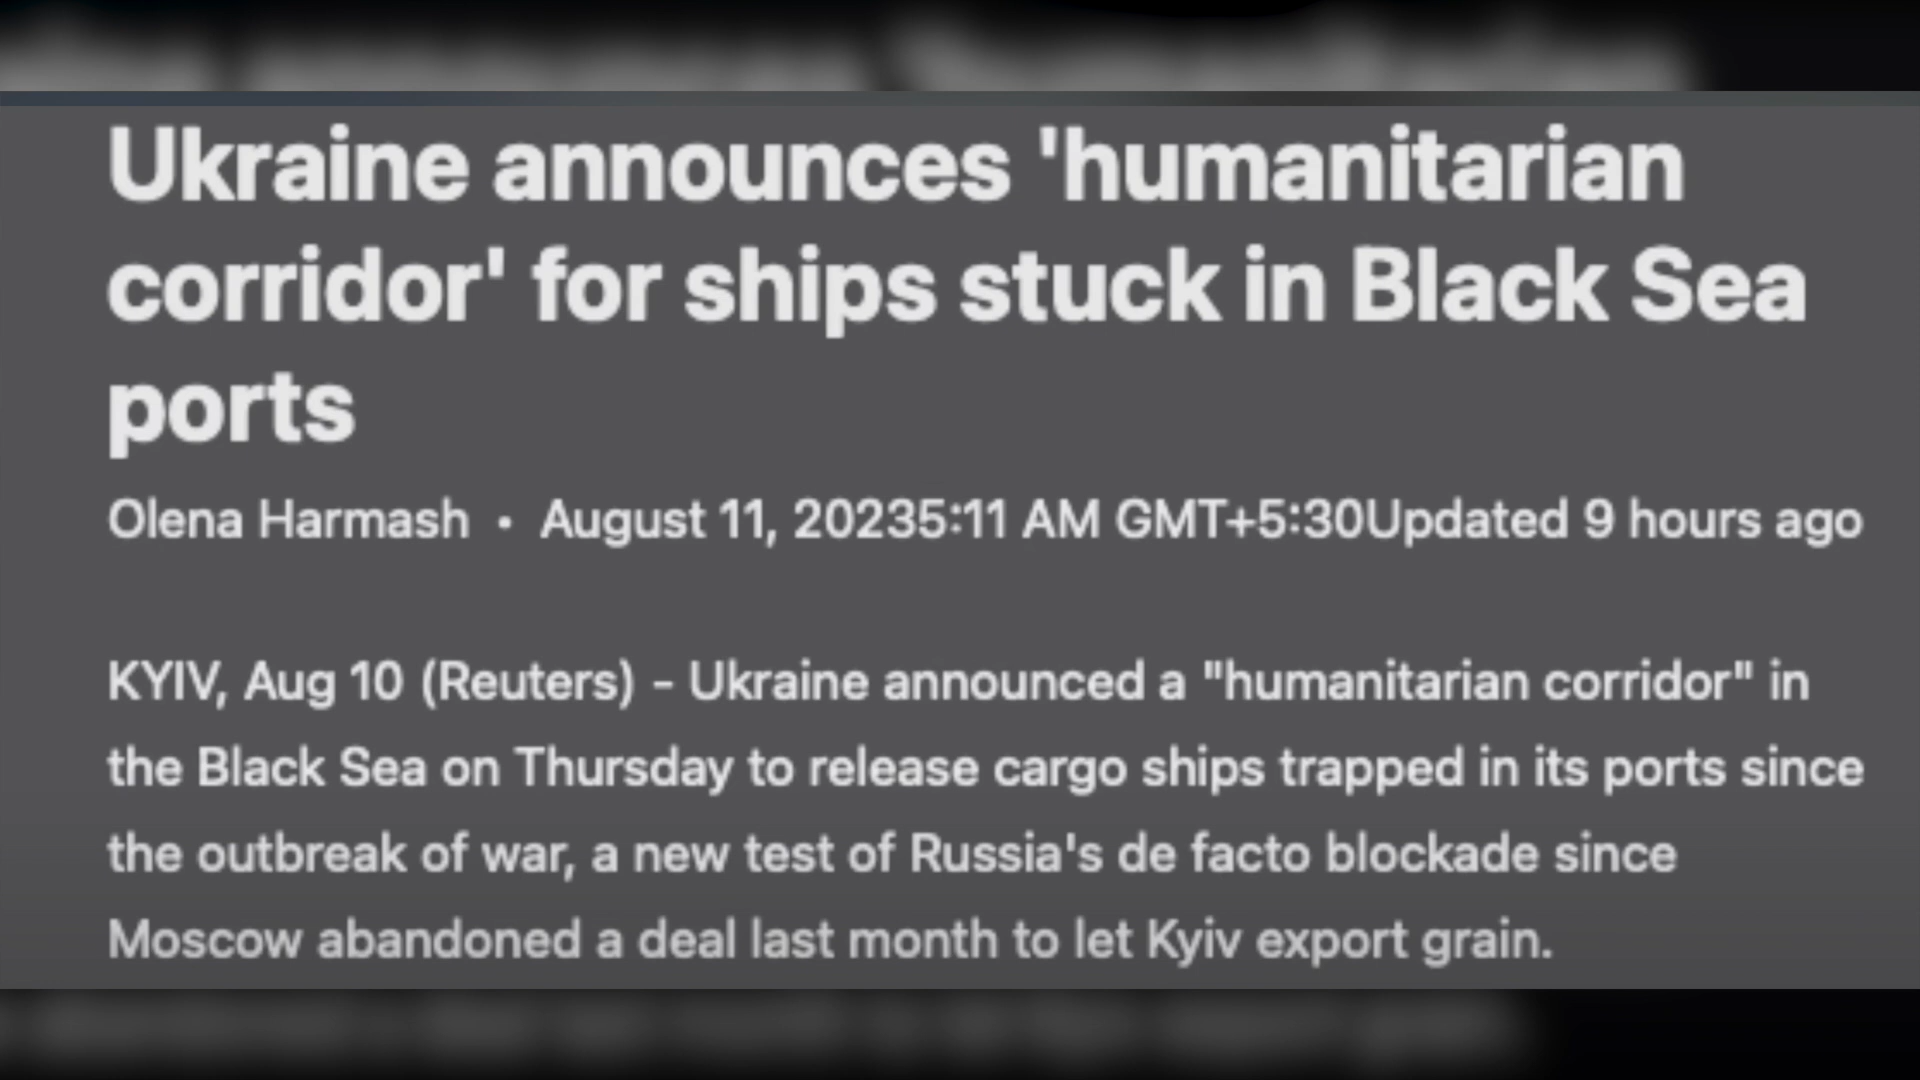 Ukraine announces 'humanitarian
corridor' for ships stuck in Black Sea
ports
Olena Harmash • August 11, 20235:11 AM GMT+5:30Updated 9 hours ago
KYIV, Aug 10 (Reuters) - Ukraine announced a "humanitarian corridor" in
the Black Sea on Thursday to release cargo ships trapped in its ports since
the outbreak of war, a new test of Russia's de facto blockade since
Moscow abandoned a deal last month to let Kyiv export grain.